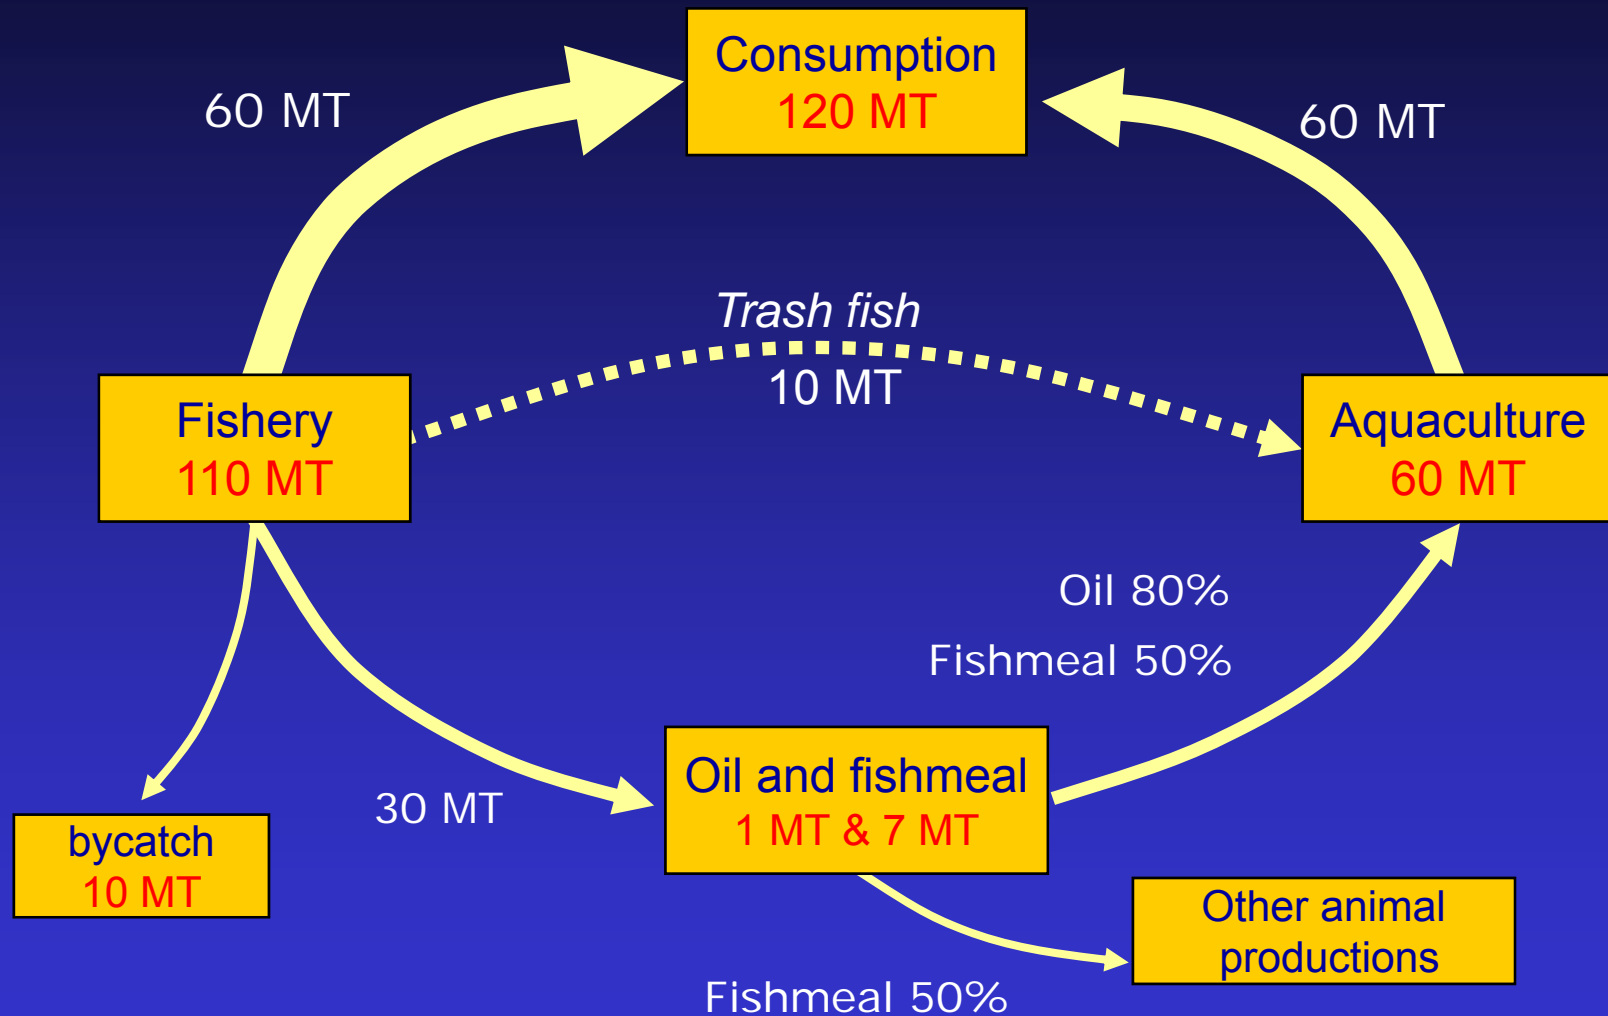 Consumption
120 MT
60 MT
60 MT
Trash fish
10 MT
Fishery
110 MT
Aquaculture
60 MT
Oil 80%
Fishmeal 50%
Oil and fishmeal
1 MT & 7 MT
30 MT
bycatch
10 MT
Other animal
productions
Fishmeal 50%